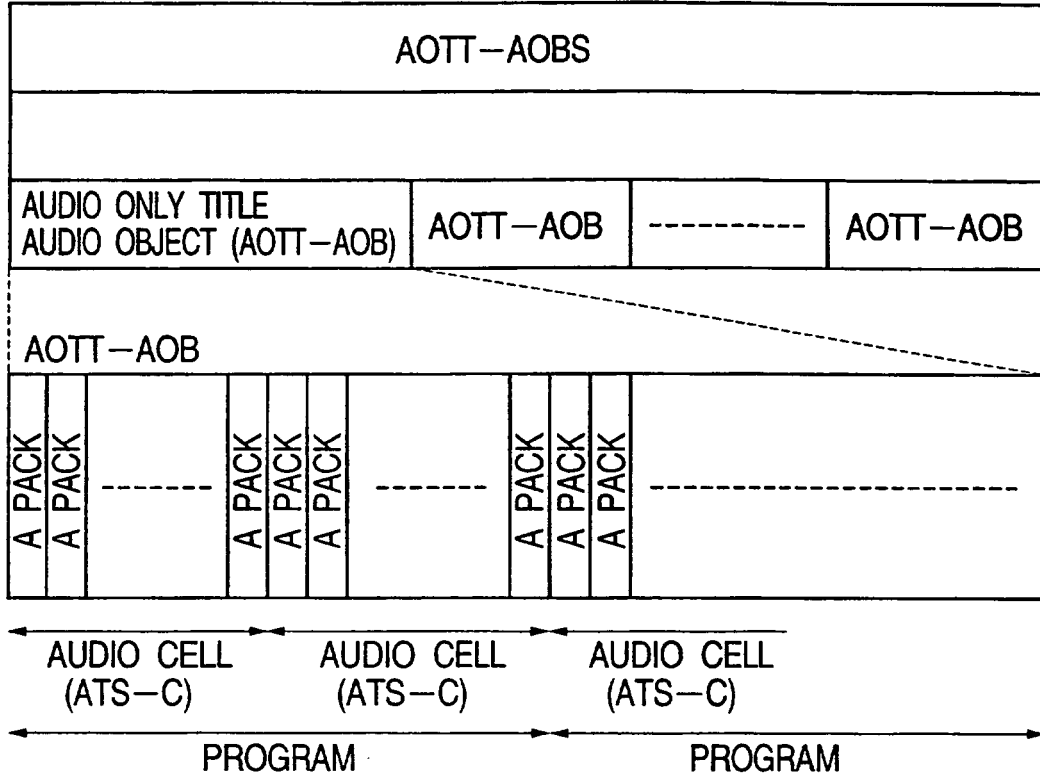 AOTT-AOBS
AUDIO ONLY TITLE
AUDIO OBJECT (AOTT-AOB)
AOTT-AOB
AOTT-AOB
AOTT-AOB
A PACK
A PACK
A PACK
A PACK
A PACK
A PACK
A PACK
A PACK
AUDIO CELL
(ATS-C)
AUDIO CELL
(ATS-C)
AUDIO CELL
(ATS-C)
PROGRAM
PROGRAM